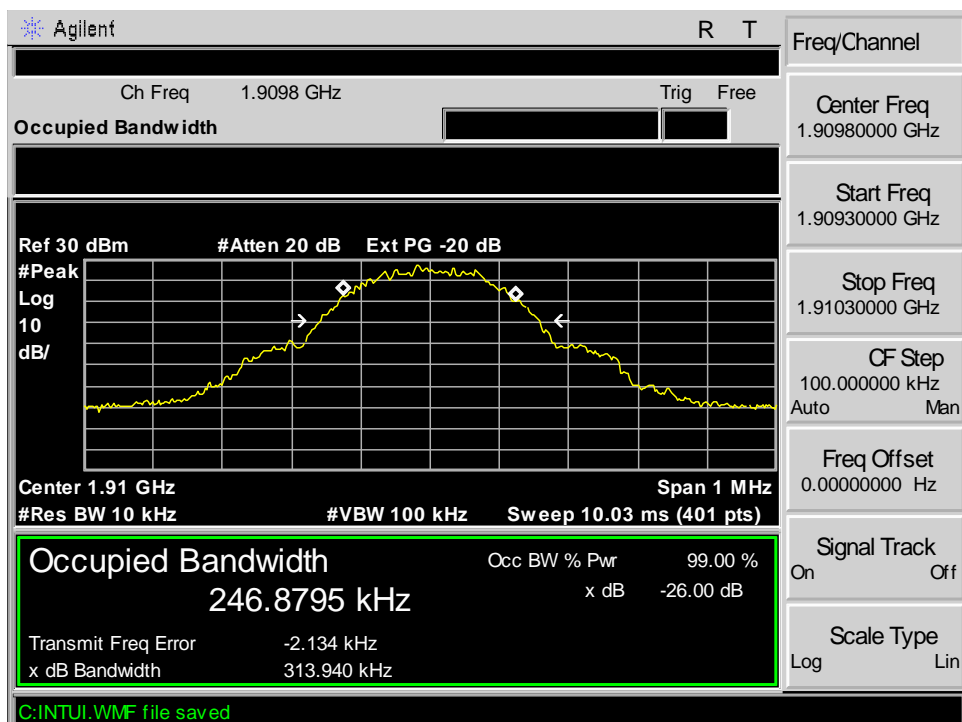 Agilent R T
Ch Freq 1.9098 GHz Trig Free
Occupied Bandwidth
Ref 30 dBm #Atten 20 dB Ext PG -20 dB
#Peak
Log
10
dB/
Center 1.91 GHz Span 1 MHz
#Res BW 10 kHz #VBW 100 kHz Sweep 10.03 ms (401 pts)
Occupied Bandwidth
246.8795 kHz
Occ BW % Pwr 99.00 %
x dB -26.00 dB
Transmit Freq Error -2.134 kHz
x dB Bandwidth 313.940 kHz
C:INTUI.WMF file saved
Freq/Channel
Center Freq
1.90980000 GHz
Start Freq
1.90930000 GHz
Stop Freq
1.91030000 GHz
CF Step
100.000000 kHz
Auto Man
Freq Offset
0.00000000 Hz
Signal Track
On Off
Scale Type
Log Lin